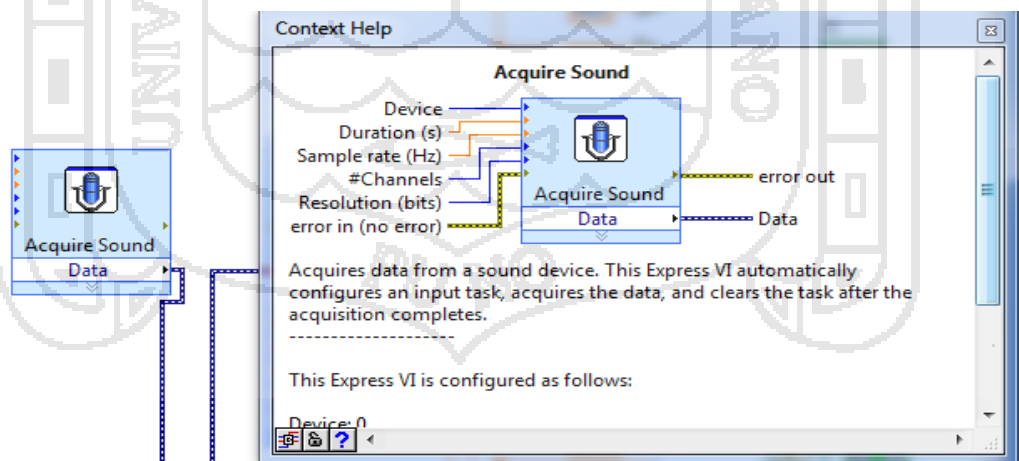 Context Help
Acquire Sound
Device
Duration (s)
Sample rate (Hz)
#Channels
Resolution (bits)
error in (no error)
Acquire Sound
Data
error out
Data
Acquire Sound
Data
Acquires data from a sound device. This Express VI automatically
configures an input task, acquires the data, and clears the task after the
acquisition completes.
--------------------
This Express VI is configured as follows:
Device: 0